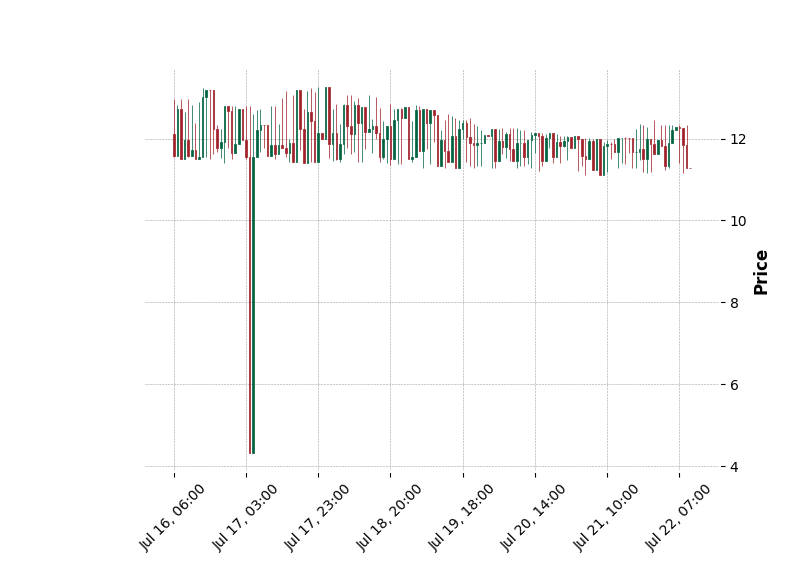 12
10
8
6
4
Price
Jul 16, 06:00
Jul 17, 03:00
Jul 17, 23:00
Jul 18, 20:00
Jul 19, 18:00
Jul 20, 14:00
Jul 21, 10:00
Jul 22, 07:00